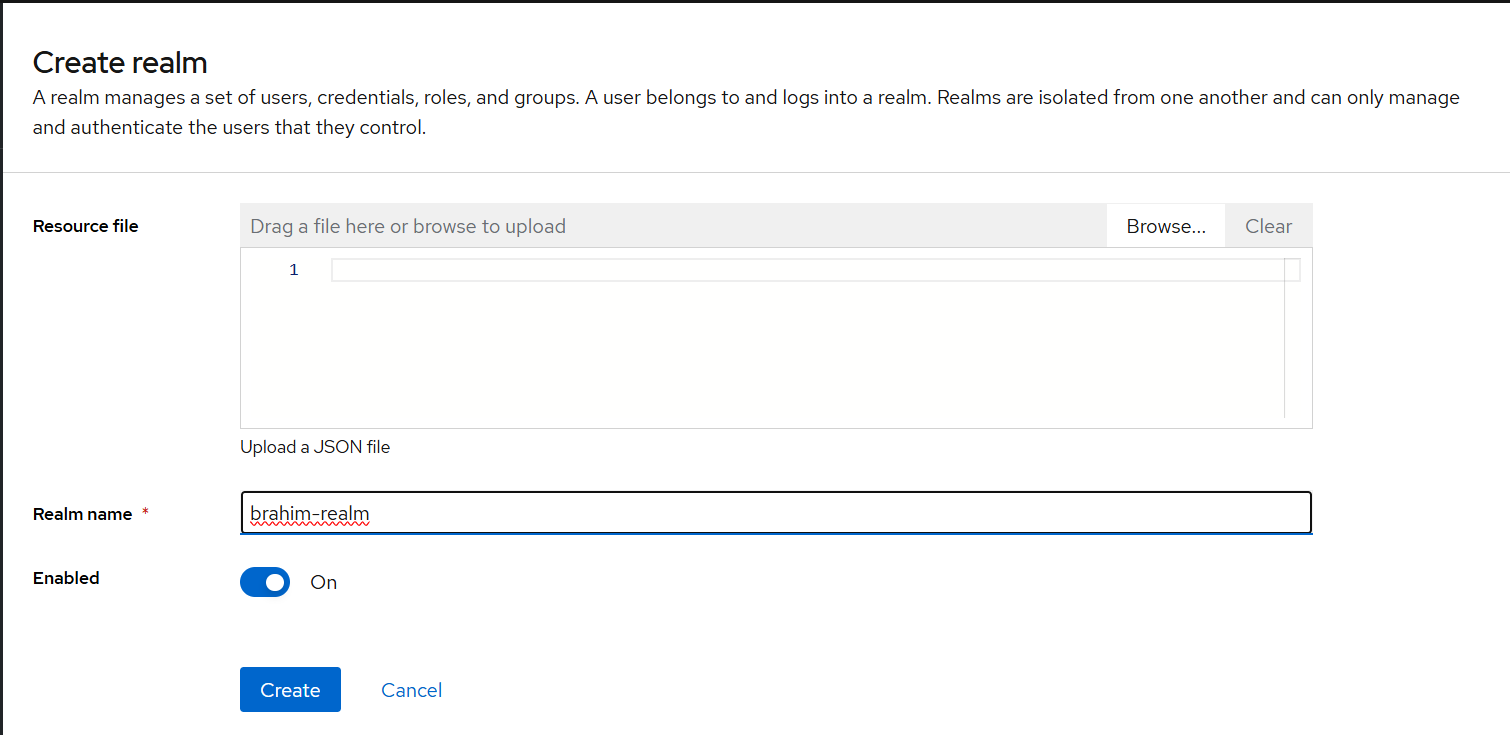 Create realm
A realm manages a set of users, credentials, roles, and groups. A user belongs to and logs into a realm. Realms are isolated from one another and can only manage
and authenticate the users that they control.
Resource file
Drag a file here or browse to upload
Browse...
Clear
1
Upload a JSON file
Realm name *
brahim-realm
Enabled
On
Create
Cancel